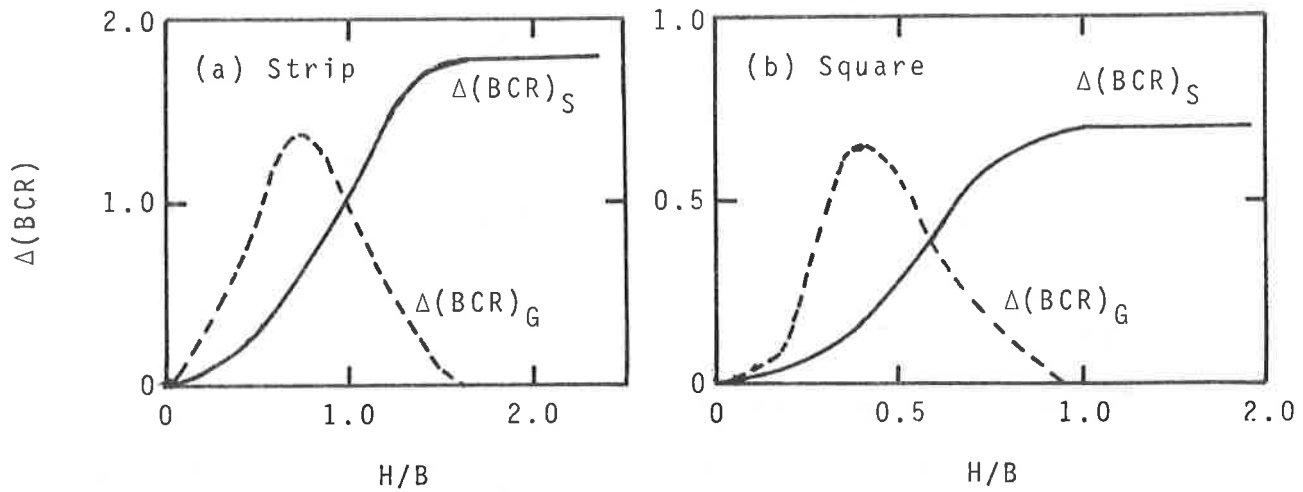 2.0
(a) Strip
Δ(BCR)S
1.0
Δ(BCR)
Δ(BCR)G
0
0 1.0 2.0
H/B
1.0
(b) Square
Δ(BCR)S
0.5
Δ(BCR)G
0
0 0.5 1.0 2.0
H/B